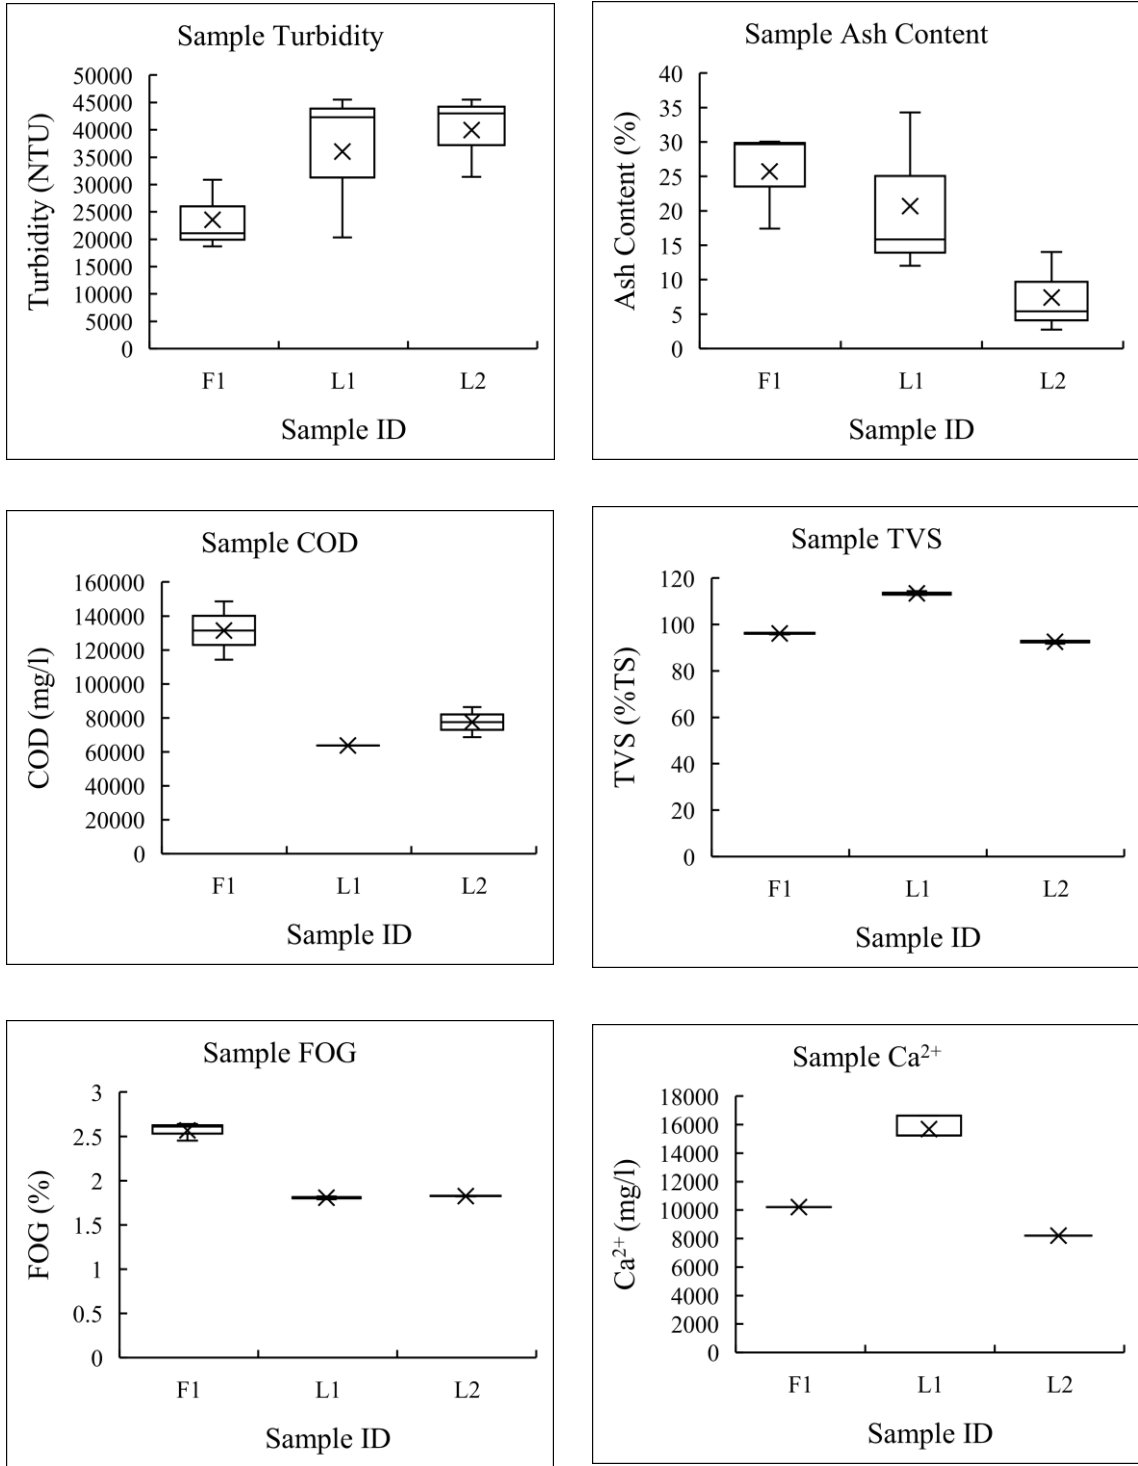 Sample Turbidity
50000
45000
40000
35000
30000
25000
20000
15000
10000
5000
0
Turbidity (NTU)
F1 L1 L2
Sample ID
Sample Ash Content
40
35
30
25
20
15
10
5
0
Ash Content (%)
F1 L1 L2
Sample ID
Sample COD
160000
140000
120000
100000
80000
60000
40000
20000
0
COD (mg/l)
F1 L1 L2
Sample ID
Sample TVS
120
100
80
60
40
20
0
TVS (%TS)
F1 L1 L2
Sample ID
Sample FOG
3
2.5
2
1.5
1
0.5
0
FOG (%)
F1 L1 L2
Sample ID
Sample Ca²⁺
18000
16000
14000
12000
10000
8000
6000
4000
2000
0
Ca²⁺ (mg/l)
F1 L1 L2
Sample ID